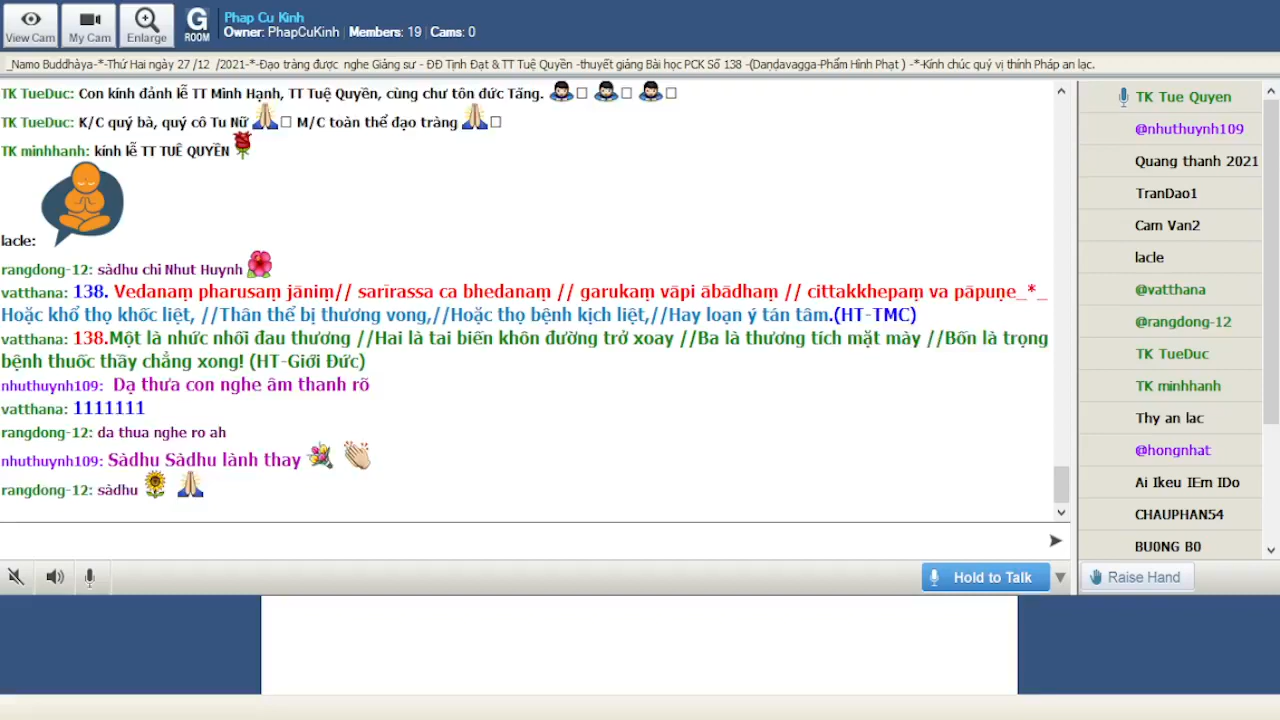 View Cam
My Cam
Enlarge
G
ROOM
Phap Cu Kinh
Owner: PhapCuKinh | Members: 19 | Cams: 0
_Namo Buddhàya-*-Thứ Hai ngày 27 /12 /2021-*-Đạo tràng được nghe Giảng sư - ĐĐ Tịnh Đạt & TT Tuệ Quyền -thuyết giảng Bài học PCK Số 138 -(Daṇdavagga-Phẩm Hình Phạt ) -*-Kính chúc quý vị thính Pháp an lạc.
TK TueDuc: Con kính đảnh lễ TT Minh Hạnh, TT Tuệ Quyền, cùng chư tôn đức Tăng.
TK TueDuc: K/C quý bà, quý cô Tu Nữ M/C toàn thể đạo tràng
TK minhhanh: kính lễ TT TUÊ QUYỀN
lacle:
rangdong-12: sàdhu chi Nhut Huynh
vatthana: 138. Vedanaṃ pharusaṃ jāniṃ// sarīrassa ca bhedanaṃ // garukaṃ vāpi ābādhaṃ // cittakkhepaṃ va pāpuṇe_*_
Hoặc khổ thọ khốc liệt, //Thân thể bị thương vong,//Hoặc thọ bệnh kịch liệt,//Hay loạn ý tán tâm.(HT-TMC)
vatthana: 138.Một là nhức nhối đau thương //Hai là tai biến khôn đường trở xoay //Ba là thương tích mặt mày //Bốn là trọng
bệnh thuốc thầy chẳng xong! (HT-Giới Đức)
nhuthuynh109: Dạ thưa con nghe âm thanh rõ
vatthana: 1111111
rangdong-12: da thua nghe ro ah
nhuthuynh109: Sàdhu Sàdhu lành thay
rangdong-12: sàdhu
Hold to Talk
TK Tue Quyen
@nhuthuynh109
Quang thanh 2021
TranDao1
Cam Van2
lacle
@vatthana
@rangdong-12
TK TueDuc
TK minhhanh
Thy an lac
@hongnhat
Ai Ikeu IEm IDo
CHAUPHAN54
BU0NG B0
Raise Hand